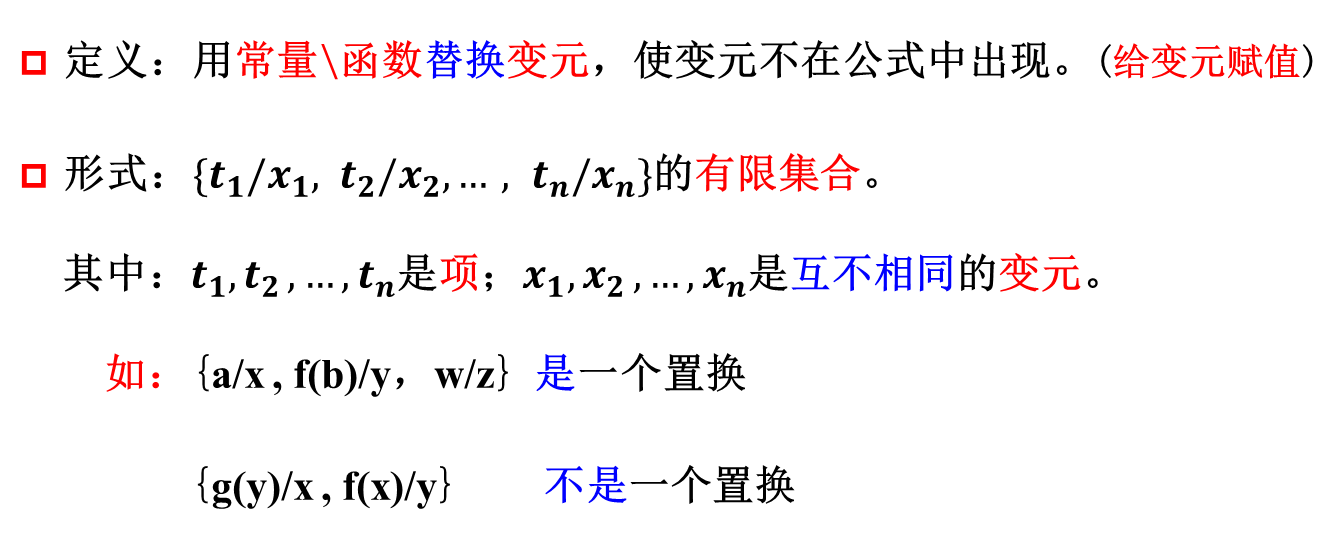 定义：用常量\函数替换变元，使变元不在公式中出现。(给变元赋值)
形式：{t₁/x₁, t₂/x₂,… , tₙ/xₙ}的有限集合。
其中：t₁,t₂ ,…,tₙ是项；x₁,x₂ ,…,xₙ是互不相同的变元。
如：{a/x , f(b)/y，w/z} 是一个置换
{g(y)/x , f(x)/y} 不是一个置换